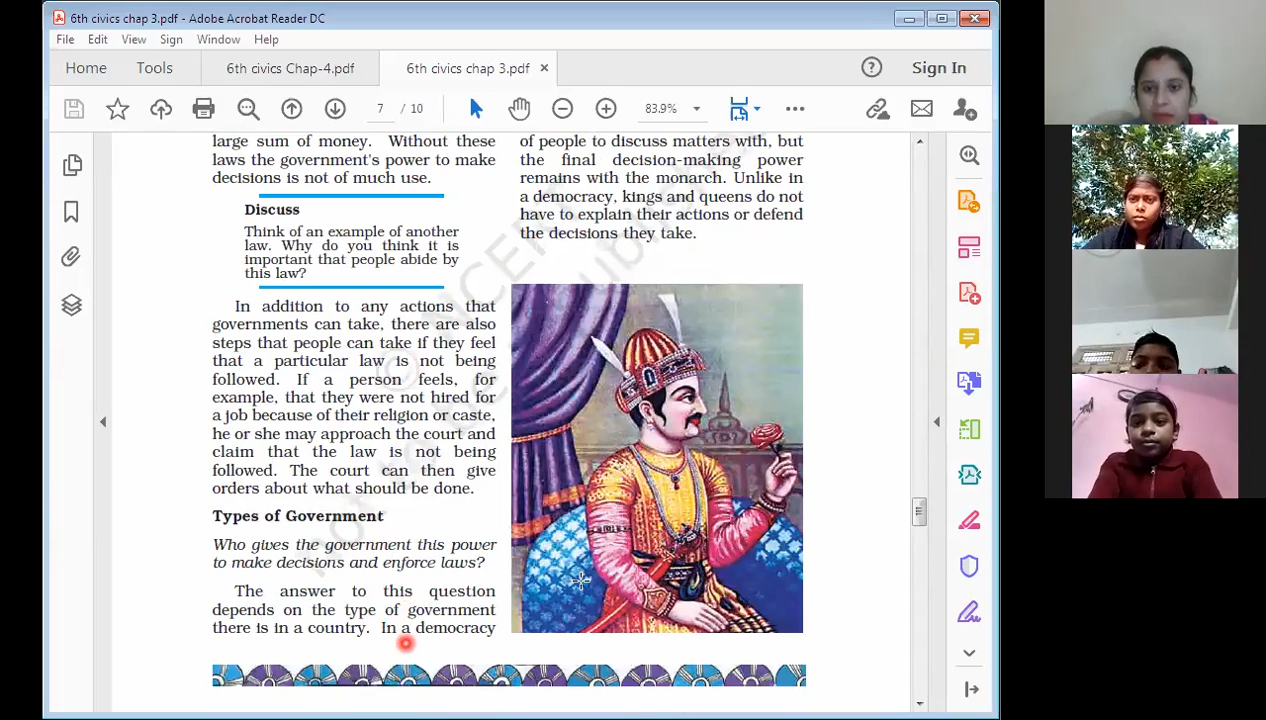 6th civics chap 3.pdf - Adobe Acrobat Reader DC
File Edit View Sign Window Help
Home Tools 6th civics Chap-4.pdf 6th civics chap 3.pdf × Sign In
7 / 10 83.9%
large sum of money. Without these
laws the government's power to make
decisions is not of much use.
Discuss
Think of an example of another
law. Why do you think it is
important that people abide by
this law?
In addition to any actions that
governments can take, there are also
steps that people can take if they feel
that a particular law is not being
followed. If a person feels, for
example, that they were not hired for
a job because of their religion or caste,
he or she may approach the court and
claim that the law is not being
followed. The court can then give
orders about what should be done.
Types of Government
Who gives the government this power
to make decisions and enforce laws?
The answer to this question
depends on the type of government
there is in a country. In a democracy
of people to discuss matters with, but
the final decision-making power
remains with the monarch. Unlike in
a democracy, kings and queens do not
have to explain their actions or defend
the decisions they take.
© NCERT
not to be